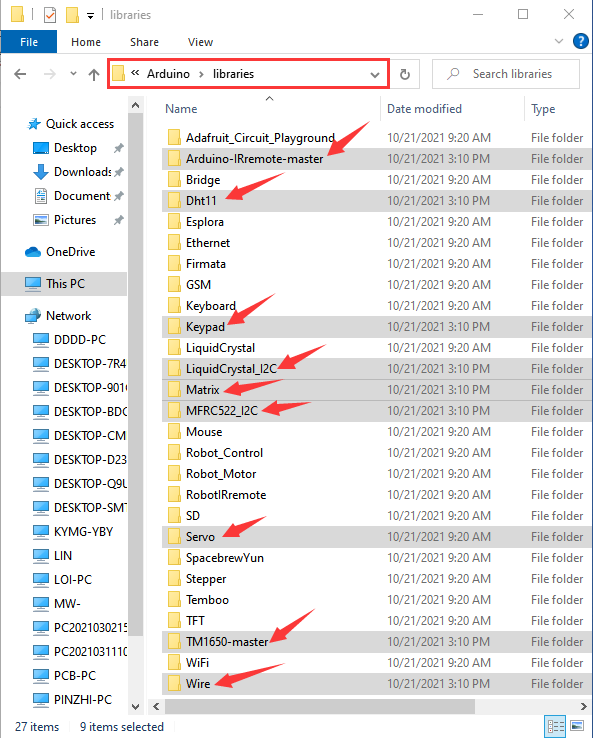 libraries
File Home Share View
« Arduino › libraries Search libraries
Name Date modified Type
Quick access
Desktop
Downloads
Document
Pictures
OneDrive
This PC
Network
DDDD-PC
DESKTOP-7R4
DESKTOP-901
DESKTOP-BDC
DESKTOP-CM
DESKTOP-D23
DESKTOP-Q9U
DESKTOP-SMT
KYMG-YBY
LIN
LOI-PC
MW-
PC2021030215
PC2021031110
PCB-PC
PINZHI-PC
Adafruit_Circuit_Playground 10/21/2021 9:20 AM File folder
Arduino-IRremote-master 10/21/2021 3:10 PM File folder
Bridge 10/21/2021 9:20 AM File folder
Dht11 10/21/2021 3:10 PM File folder
Esplora 10/21/2021 9:20 AM File folder
Ethernet 10/21/2021 9:20 AM File folder
Firmata 10/21/2021 9:20 AM File folder
GSM 10/21/2021 9:20 AM File folder
Keyboard 10/21/2021 9:20 AM File folder
Keypad 10/21/2021 3:10 PM File folder
LiquidCrystal 10/21/2021 9:20 AM File folder
LiquidCrystal_I2C 10/21/2021 3:10 PM File folder
Matrix 10/21/2021 3:10 PM File folder
MFRC522_I2C 10/21/2021 3:10 PM File folder
Mouse 10/21/2021 9:20 AM File folder
Robot_Control 10/21/2021 9:20 AM File folder
Robot_Motor 10/21/2021 9:20 AM File folder
RobotIRremote 10/21/2021 9:20 AM File folder
SD 10/21/2021 9:20 AM File folder
Servo 10/21/2021 3:10 PM File folder
SpacebrewYun 10/21/2021 9:20 AM File folder
Stepper 10/21/2021 9:20 AM File folder
Temboo 10/21/2021 9:20 AM File folder
TFT 10/21/2021 9:20 AM File folder
TM1650-master 10/21/2021 3:10 PM File folder
WiFi 10/21/2021 9:20 AM File folder
Wire 10/21/2021 3:10 PM File folder
27 items 9 items selected